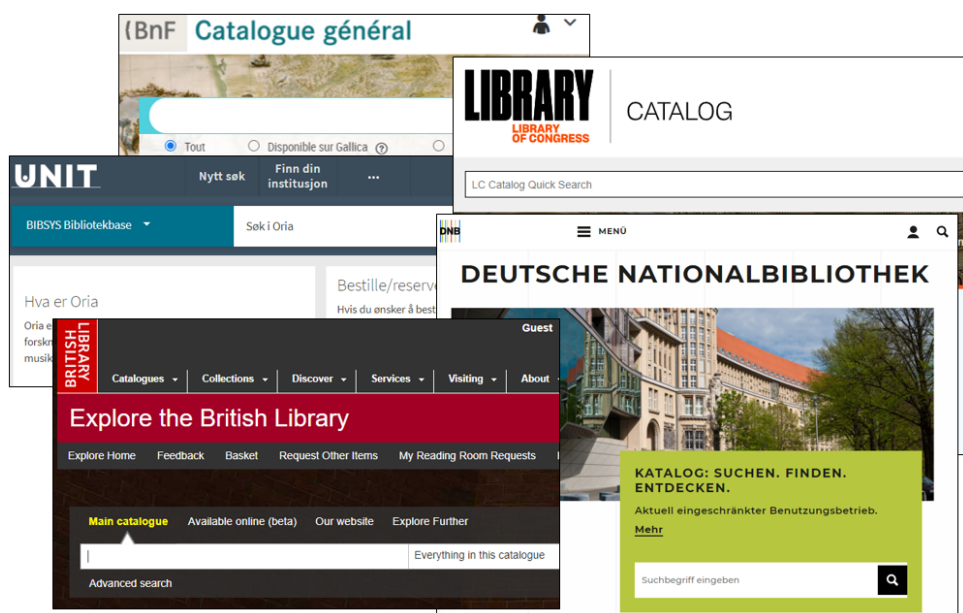 (BnF Catalogue général
Tout Disponible sur Gallica ?
LIBRARY
LIBRARY
OF CONGRESS
CATALOG
LC Catalog Quick Search
UNIT
Nytt søk Finn din
institusjon ...
BIBSYS Bibliotekbase Søk i Oria
Hva er Oria
Oria e
forskn
musik
Bestille/reserve
Hvis du ønsker å best
DNB MENÜ
DEUTSCHE NATIONALBIBLIOTHEK
KATALOG: SUCHEN. FINDEN.
ENTDECKEN.
Aktuell eingeschränkter Benutzungsbetrieb.
Mehr
Suchbegriff eingeben
BRITISH
LIBRARY
Guest
Catalogues Collections Discover Services Visiting About
Explore the British Library
Explore Home Feedback Basket Request Other Items My Reading Room Requests
Main catalogue Available online (beta) Our website Explore Further
Everything in this catalogue
Advanced search